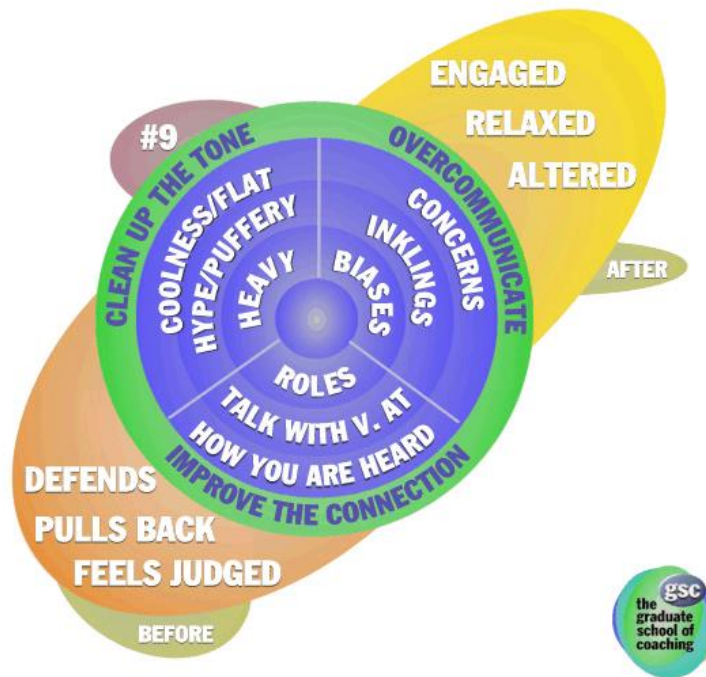 #9
ENGAGED
RELAXED
ALTERED
AFTER
CLEAN UP THE TONE
COOLNESS/FLAT
HYPE/PUFFERY
HEAVY
OVERCOMMUNICATE
CONCERNS
INKLINGS
BIASES
ROLES
TALK WITH V. AT
HOW YOU ARE HEARD
IMPROVE THE CONNECTION
DEFENDS
PULLS BACK
FEELS JUDGED
BEFORE
gsc
the
graduate
school of
coaching